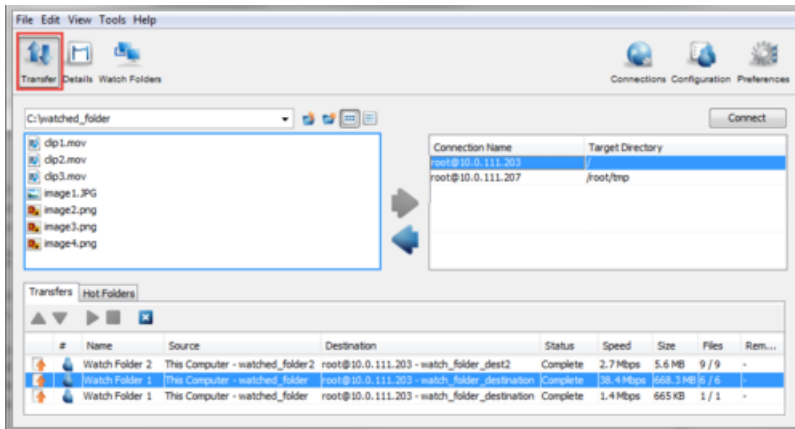 File Edit View Tools Help
Transfer Details Watch Folders Connections Configuration Preferences
C:\watched_folder Connect
clip1.mov
clip2.mov
clip3.mov
image1.JPG
image2.png
image3.png
image4.png
Connection Name Target Directory
root@10.0.111.203 /
root@10.0.111.207 /root/tmp
Transfers Hot Folders
# Name Source Destination Status Speed Size Files Rem...
Watch Folder 2 This Computer - watched_folder2 root@10.0.111.203 - watch_folder_dest2 Complete 2.7 Mbps 5.6 MB 9 / 9 -
Watch Folder 1 This Computer - watched_folder root@10.0.111.203 - watch_folder_destination Complete 38.4 Mbps 668.3 MB 6 / 6 -
Watch Folder 1 This Computer - watched_folder root@10.0.111.203 - watch_folder_destination Complete 1.4 Mbps 665 KB 1 / 1 -